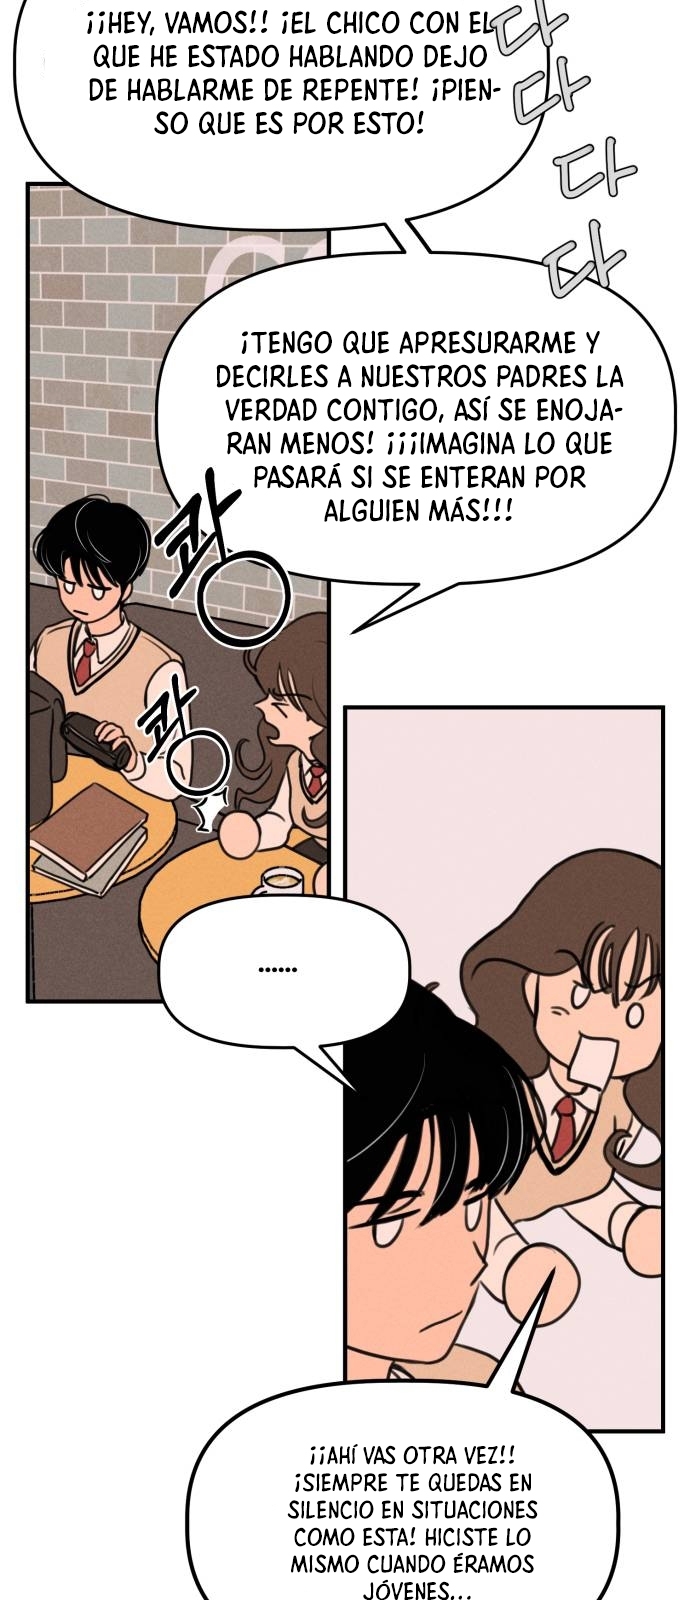 ¡¡HEY, VAMOS!! ¡EL CHICO CON EL
QUE HE ESTADO HABLANDO DEJO
DE HABLARME DE REPENTE! ¡PIEN-
SO QUE ES POR ESTO!
다
다
다
다
¡TENGO QUE APRESURARME Y
DECIRLES A NUESTROS PADRES LA
VERDAD CONTIGO, ASÍ SE ENOJA-
RAN MENOS! ¡¡¡IMAGINA LO QUE
PASARÁ SI SE ENTERAN POR
ALGUIEN MÁS!!!
쾅
쾅
......
¡¡AHÍ VAS OTRA VEZ!!
¡SIEMPRE TE QUEDAS EN
SILENCIO EN SITUACIONES
COMO ESTA! HICISTE LO
MISMO CUANDO ÉRAMOS
JÓVENES...